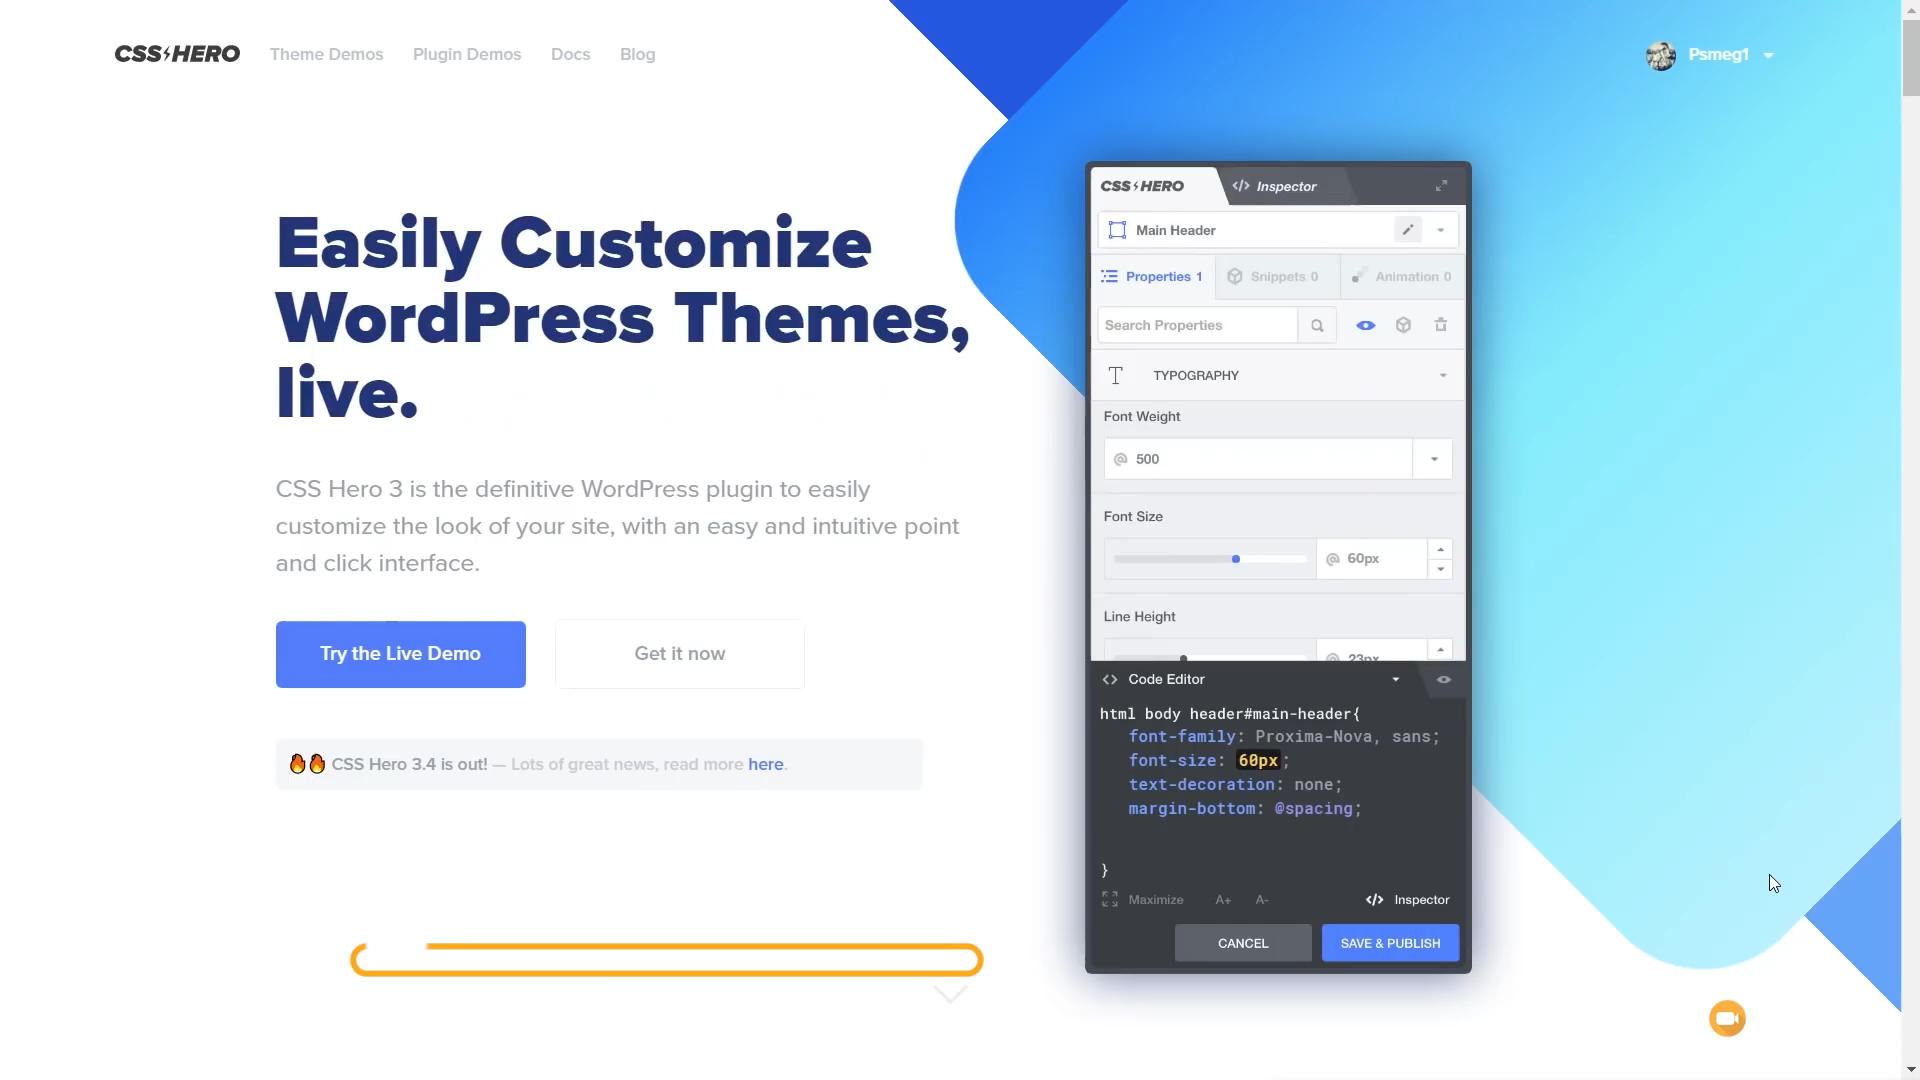 CSS HERO
Theme Demos
Plugin Demos
Docs
Blog
Psmeg1
Easily Customize
WordPress Themes,
live.
CSS Hero 3 is the definitive WordPress plugin to easily
customize the look of your site, with an easy and intuitive point
and click interface.
Try the Live Demo
Get it now
🔥🔥 CSS Hero 3.4 is out! — Lots of great news, read more here.
CSS HERO
</> Inspector
Main Header
Properties 1
Snippets 0
Animation 0
Search Properties
TYPOGRAPHY
Font Weight
@ 500
Font Size
@ 60px
Line Height
@ 23px
<> Code Editor
html body header#main-header{
font-family: Proxima-Nova, sans;
font-size: 60px;
text-decoration: none;
margin-bottom: @spacing;
}
Maximize
A+
A-
</> Inspector
CANCEL
SAVE & PUBLISH